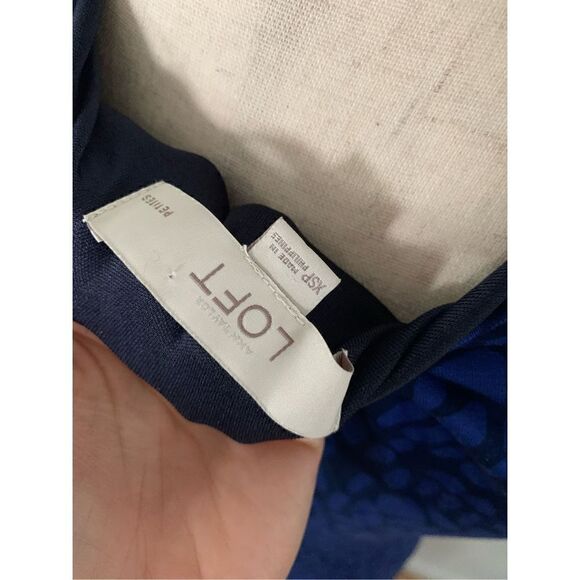 ANN TAYLOR
LOFT
PETITES
XSP
MADE IN
PHILIPPINES